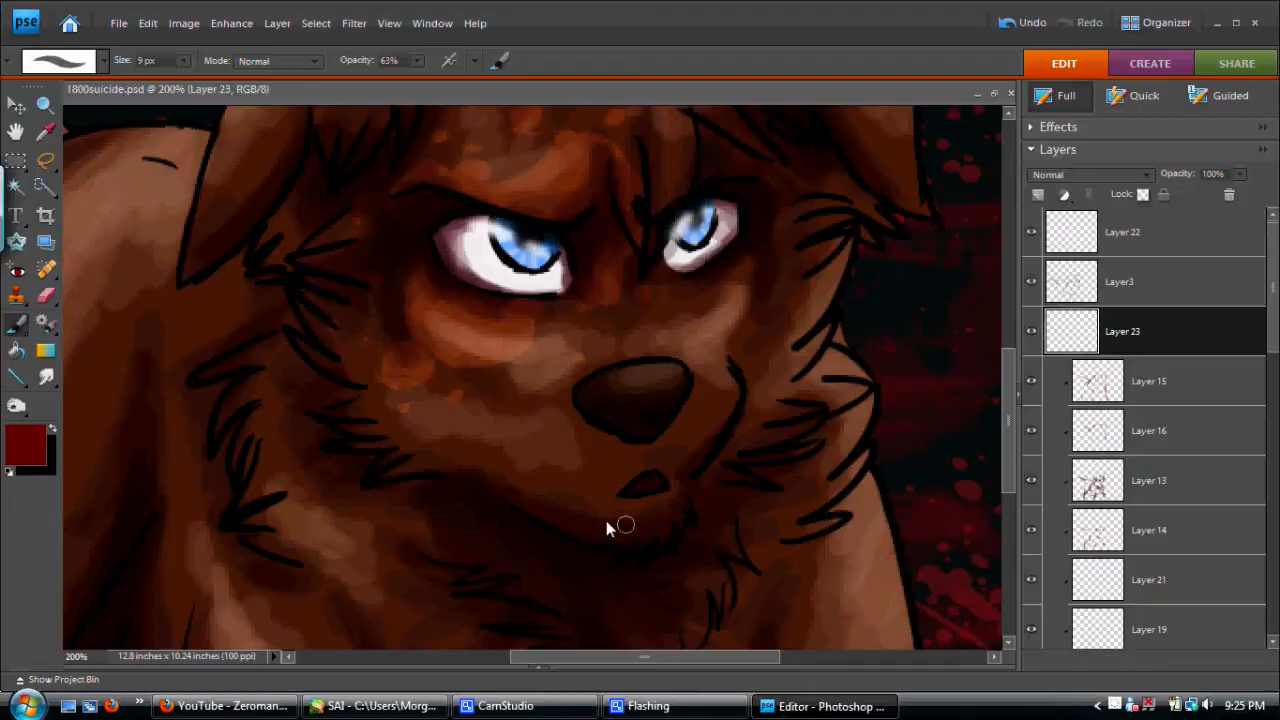 pse File Edit Image Enhance Layer Select Filter View Window Help Undo Redo Organizer
Size: 9 px Mode: Normal Opacity: 63% EDIT CREATE SHARE
1800suicide.psd @ 200% (Layer 23, RGB/8)
Full Quick Guided
Effects
Layers
Normal Opacity: 100%
Lock:
Layer 22
Layer3
Layer 23
Layer 15
Layer 16
Layer 13
Layer 14
Layer 21
Layer 19
200% 12.8 inches x 10.24 inches (100 ppi)
Show Project Bin
YouTube - Zeroman... SAI - C:\Users\Morg... CamStudio Flashing Editor - Photoshop ... 9:25 PM